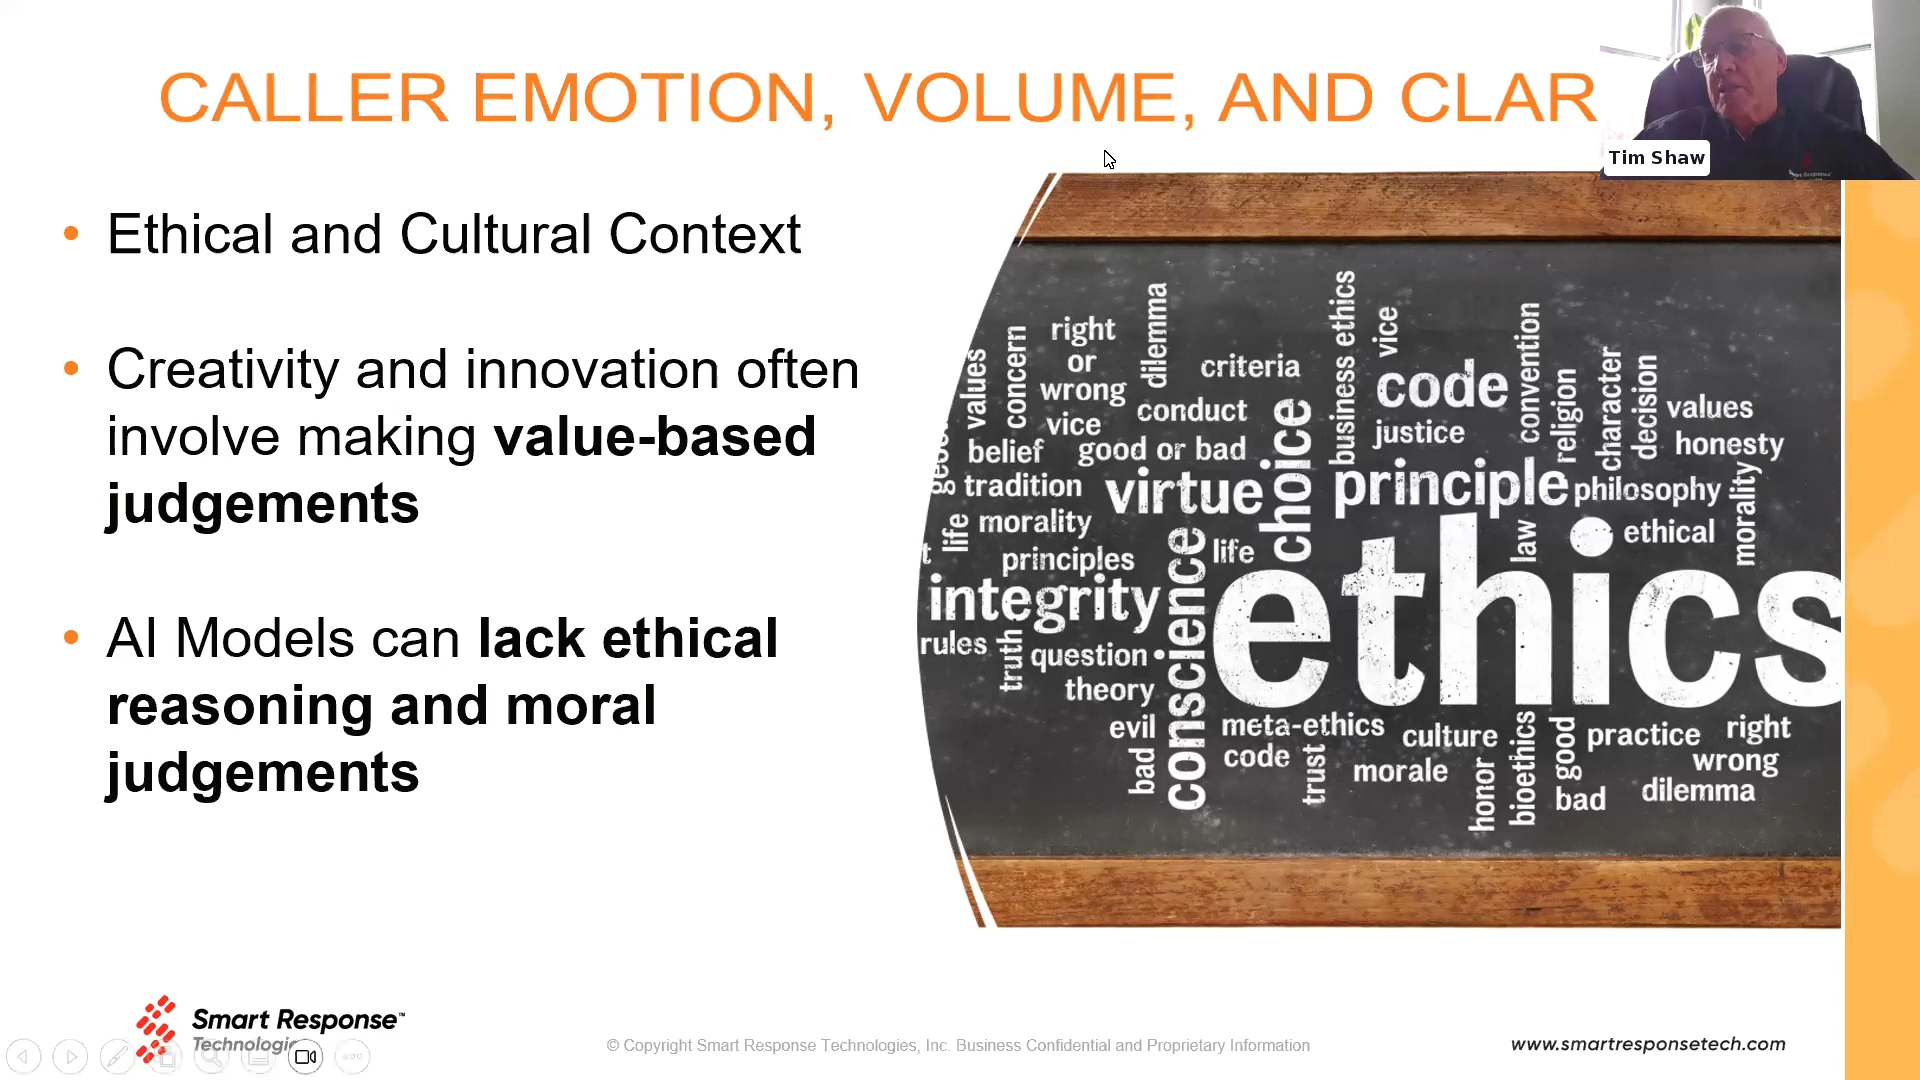 CALLER EMOTION, VOLUME, AND CLAR
Tim Shaw
• Ethical and Cultural Context
• Creativity and innovation often
involve making value-based
judgements
• AI Models can lack ethical
reasoning and moral
judgements
values
concern
right
or
wrong
vice
dilemma
criteria
conduct
belief
good or bad
business ethics
vice
code
justice
convention
religion
character
decision
values
honesty
tradition
virtue
choice
principle
philosophy
morality
life
morality
principles
life
law
ethical
integrity
conscience
ethics
rules
truth
question
theory
evil
bad
meta-ethics
code
trust
culture
morale
honor
bioethics
good
bad
practice
right
wrong
dilemma
Smart Response™
Technologie
© Copyright Smart Response Technologies, Inc. Business Confidential and Proprietary Information
www.smartresponsetech.com